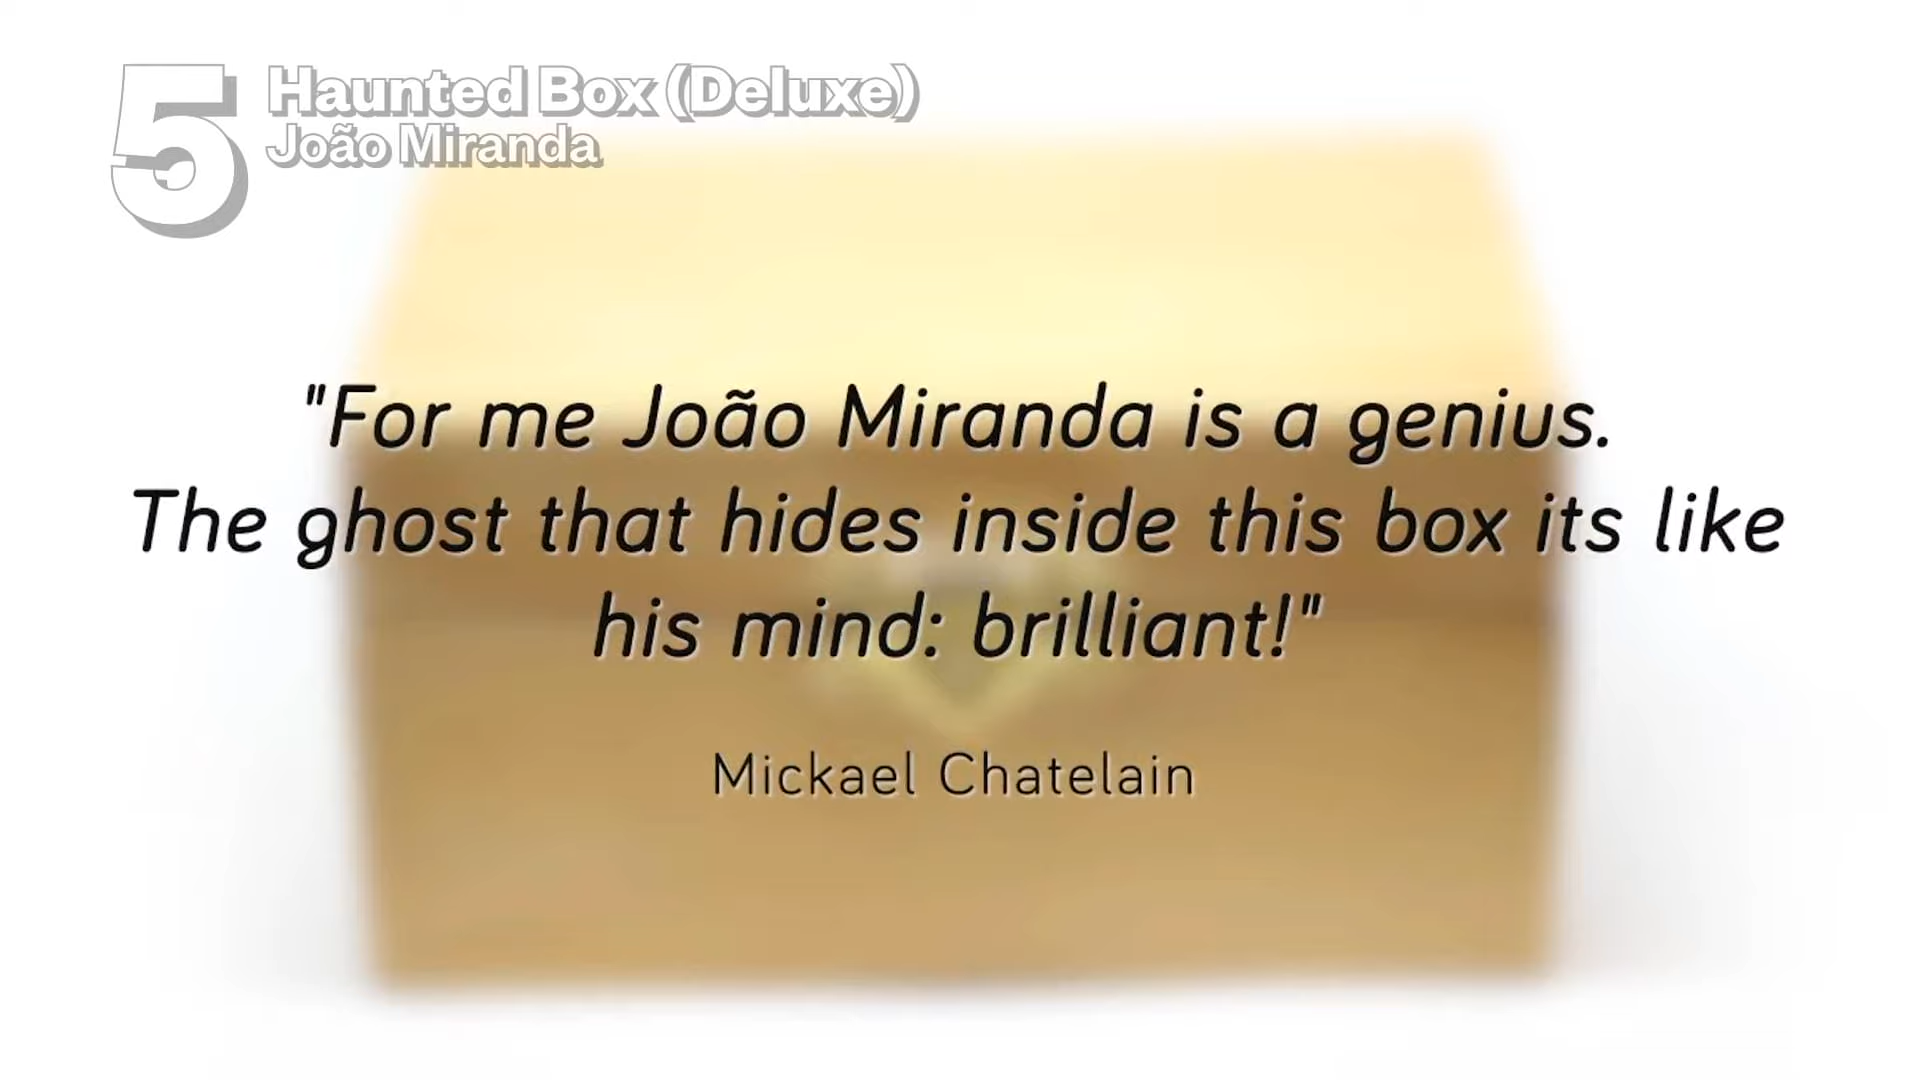 5
Haunted Box (Deluxe)
João Miranda
"For me João Miranda is a genius.
The ghost that hides inside this box its like
his mind: brilliant!"
Mickael Chatelain